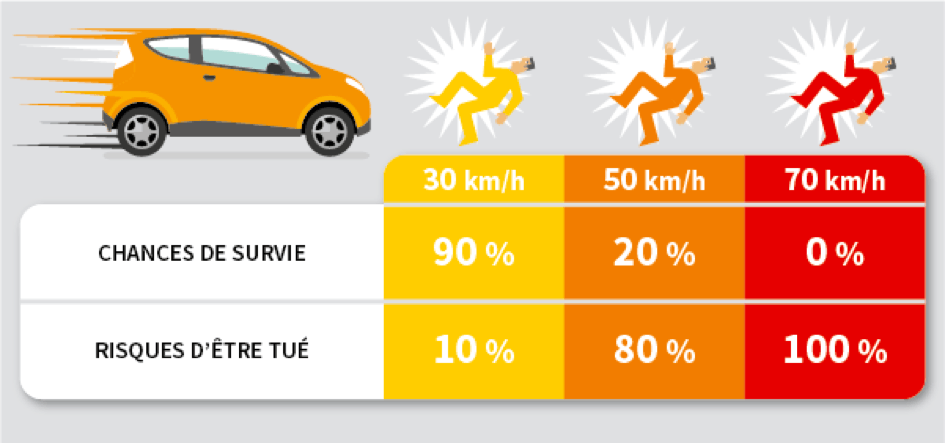 30 km/h 50 km/h 70 km/h
CHANCES DE SURVIE 90 % 20 % 0 %
RISQUES D’ÊTRE TUÉ 10 % 80 % 100 %